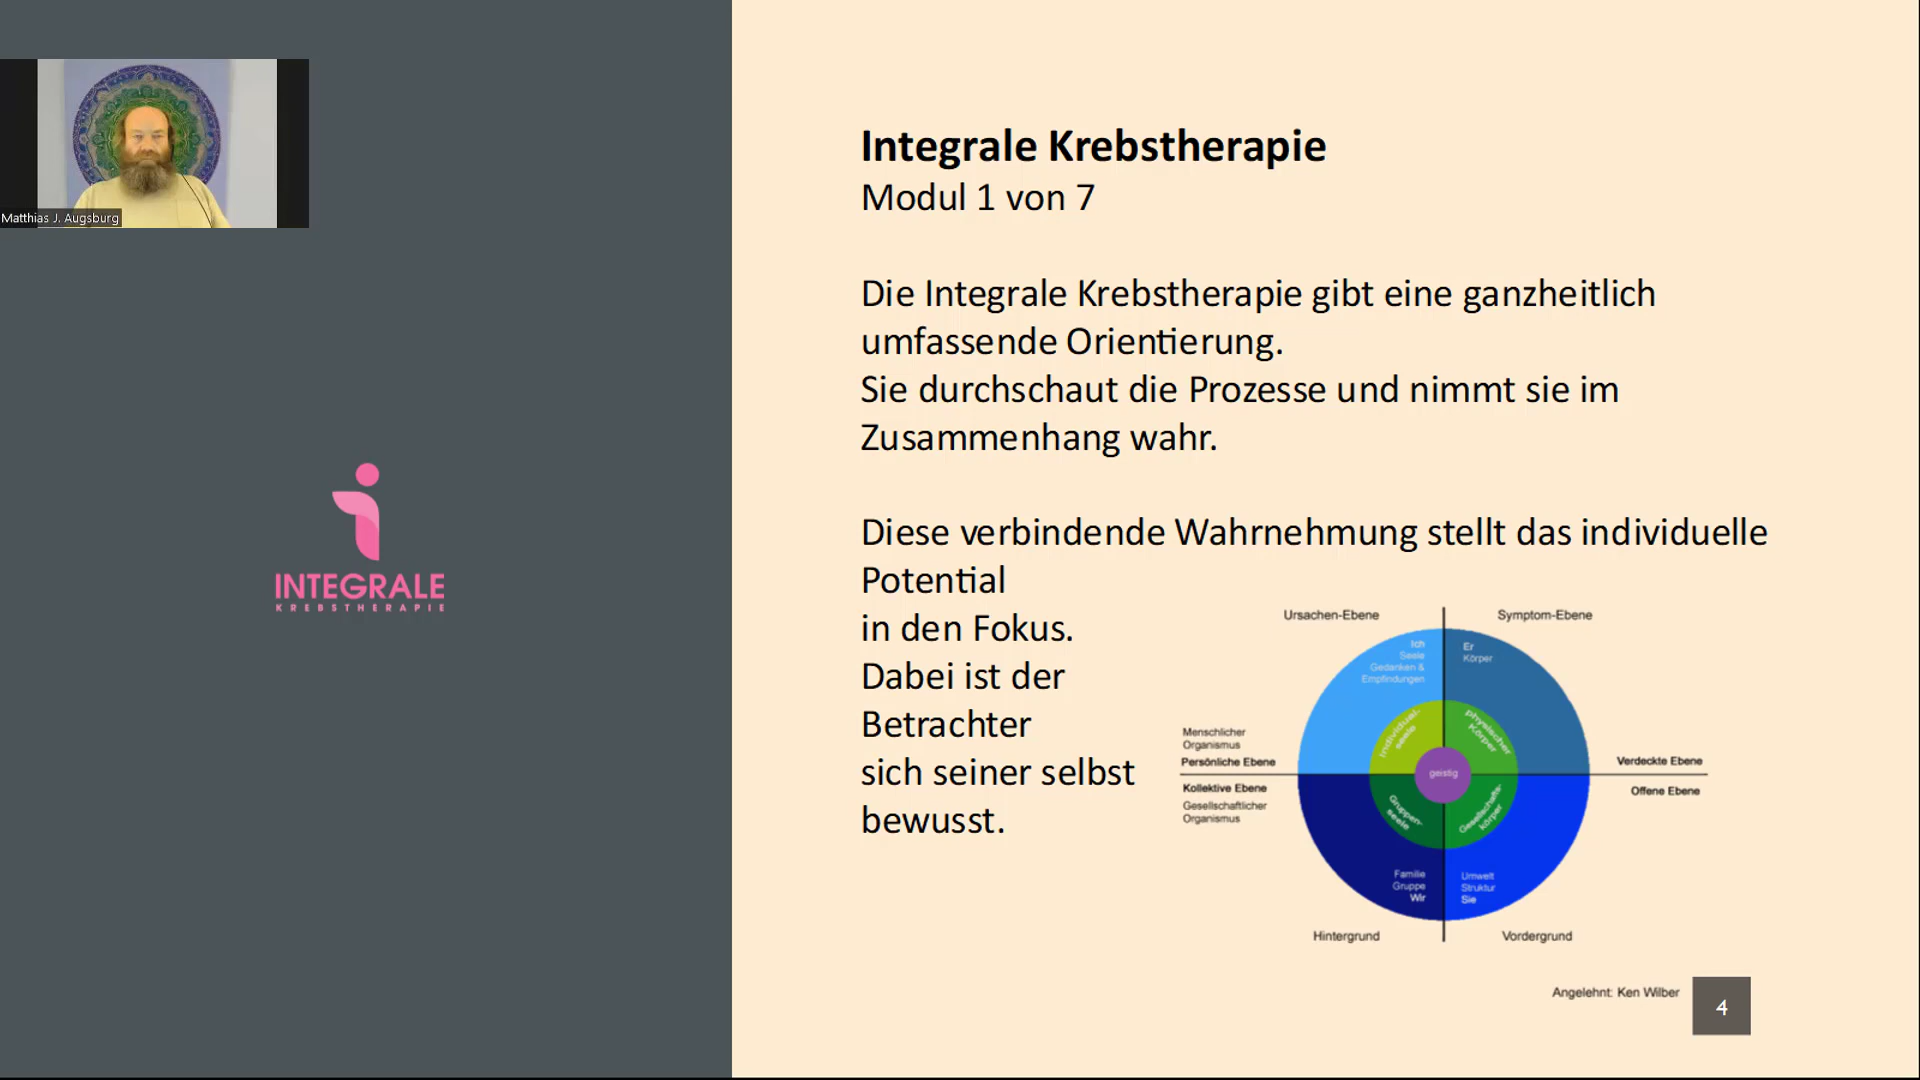 Matthias J. Augsburg
INTEGRALE
KREBSTHERAPIE
Integrale Krebstherapie
Modul 1 von 7
Die Integrale Krebstherapie gibt eine ganzheitlich
umfassende Orientierung.
Sie durchschaut die Prozesse und nimmt sie im
Zusammenhang wahr.
Diese verbindende Wahrnehmung stellt das individuelle
Potential
in den Fokus.
Dabei ist der
Betrachter
sich seiner selbst
bewusst.
Ursachen-Ebene
Symptom-Ebene
Ich
Seele
Gedanken &
Empfindungen
Er
Körper
Individual-
seele
physischer
Körper
Menschlicher
Organismus
Persönliche Ebene
Verdeckte Ebene
geistig
Kollektive Ebene
Gesellschaftlicher
Organismus
Offene Ebene
Gruppen-
seele
Gesellschafts-
körper
Familie
Gruppe
Wir
Umwelt
Struktur
Sie
Hintergrund
Vordergrund
Angelehnt: Ken Wilber
4